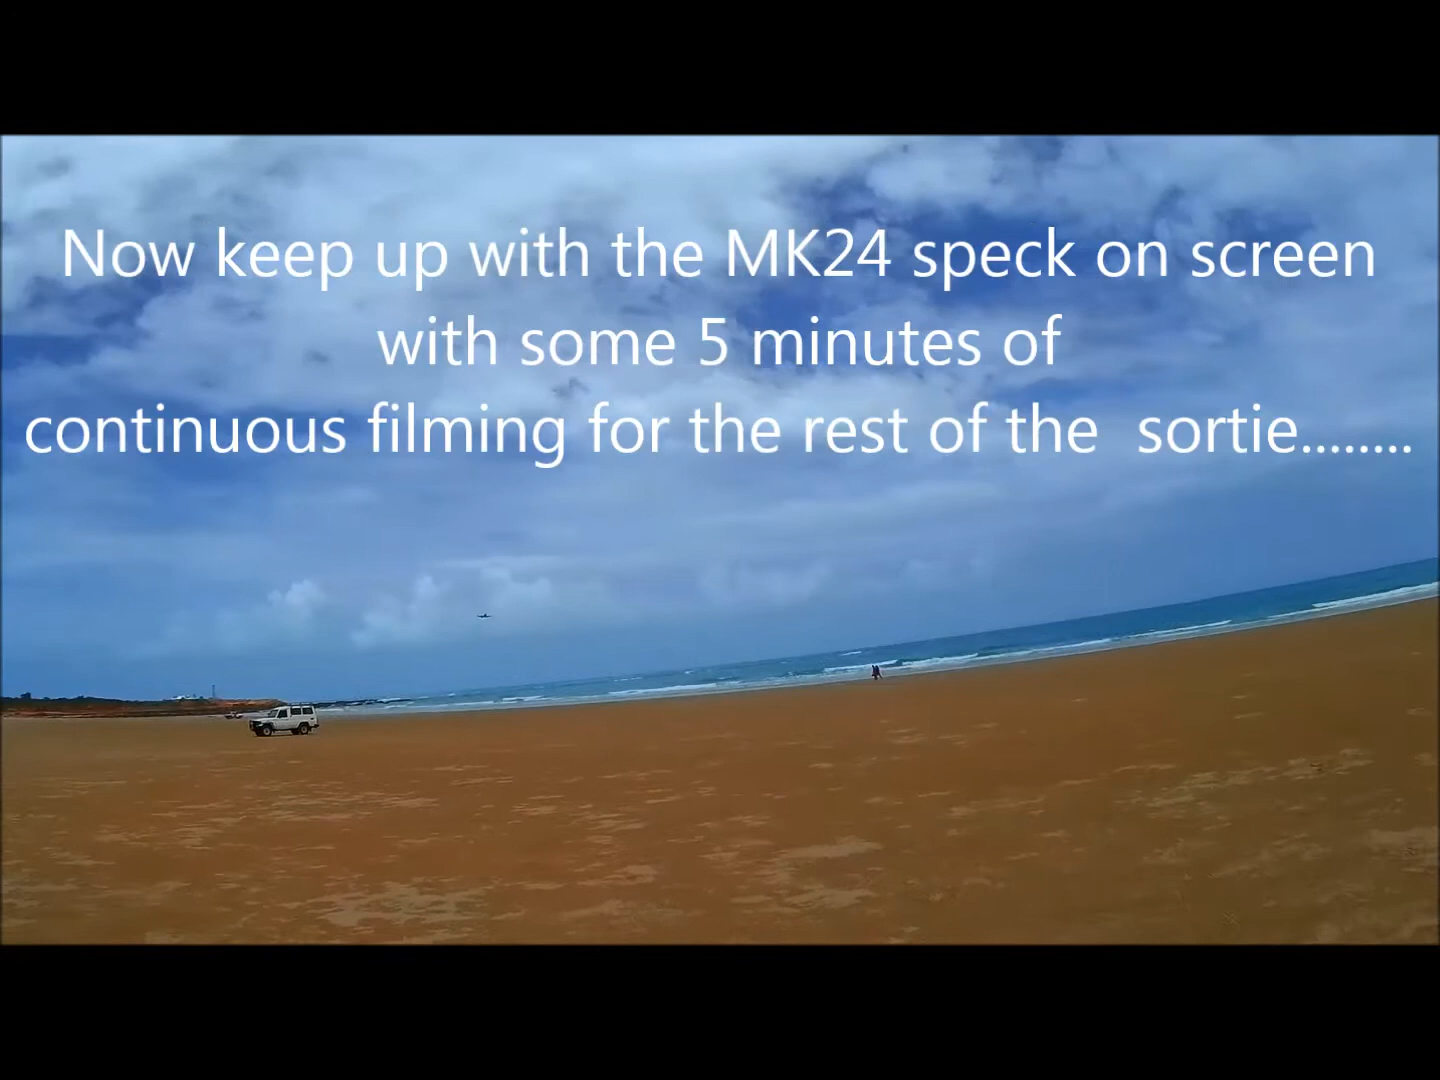 Now keep up with the MK24 speck on screen
with some 5 minutes of
continuous filming for the rest of the  sortie........